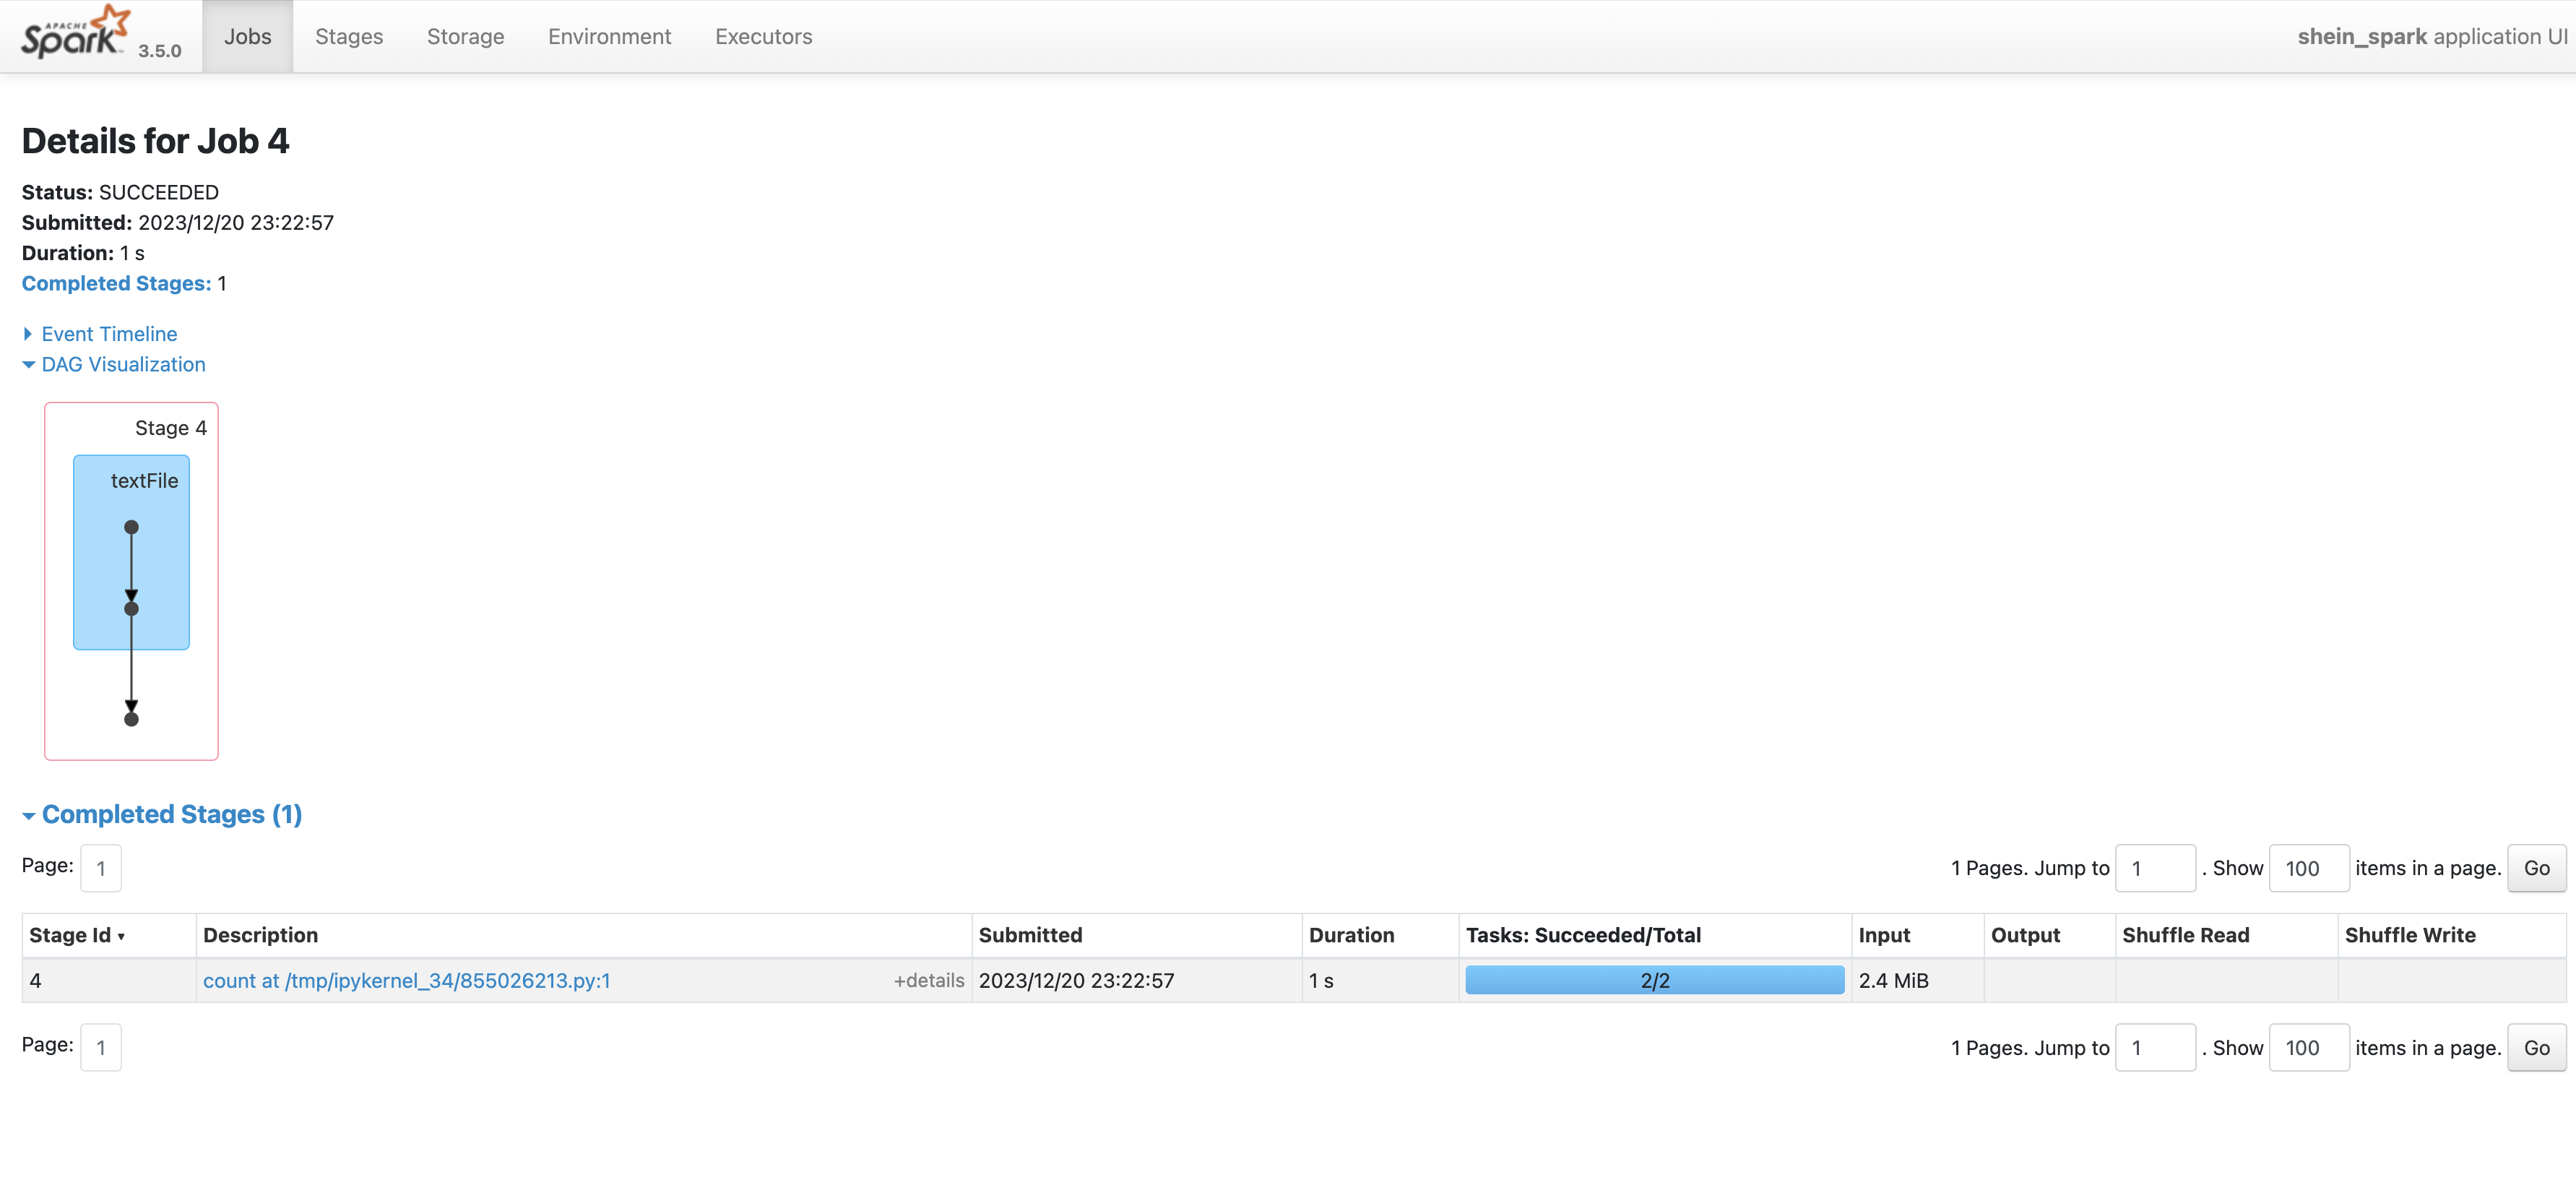 APACHE Spark 3.5.0 Jobs Stages Storage Environment Executors shein_spark application UI
Details for Job 4
Status: SUCCEEDED
Submitted: 2023/12/20 23:22:57
Duration: 1 s
Completed Stages: 1
Event Timeline
DAG Visualization
Stage 4
textFile
Completed Stages (1)
Page: 1 1 Pages. Jump to 1 . Show 100 items in a page. Go
Stage Id ▾ Description Submitted Duration Tasks: Succeeded/Total Input Output Shuffle Read Shuffle Write
4 count at /tmp/ipykernel_34/855026213.py:1 +details 2023/12/20 23:22:57 1 s 2/2 2.4 MiB
Page: 1 1 Pages. Jump to 1 . Show 100 items in a page. Go